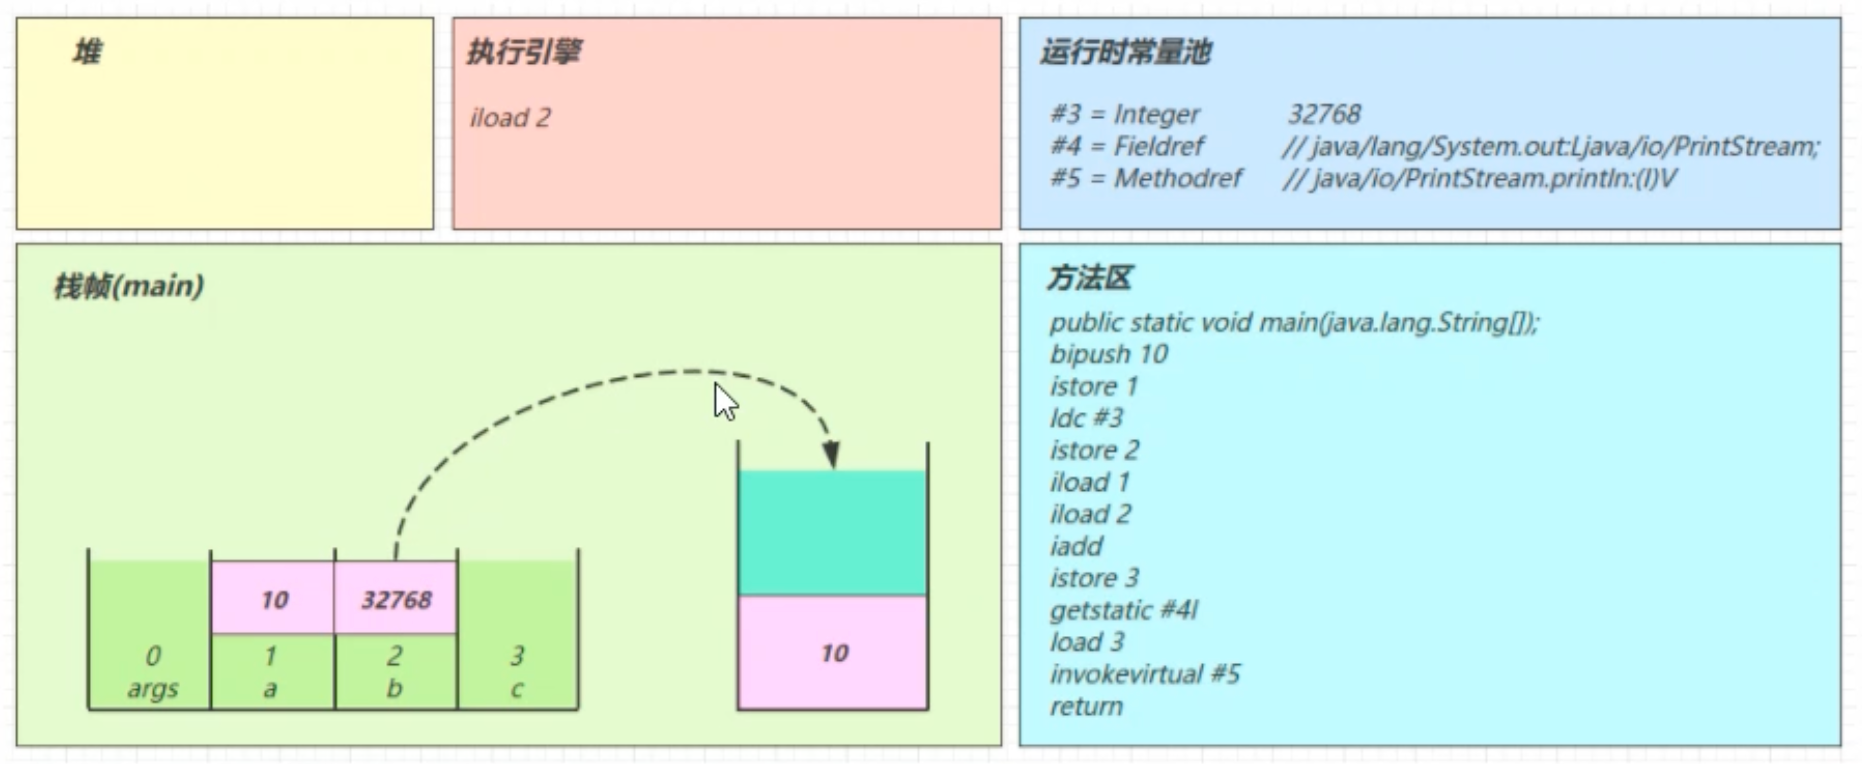 堆
执行引擎
iload 2
运行时常量池
#3 = Integer 32768
#4 = Fieldref // java/lang/System.out:Ljava/io/PrintStream;
#5 = Methodref // java/io/PrintStream.println:(I)V
栈帧(main)
10 32768
0 1 2 3
args a b c
10
方法区
public static void main(java.lang.String[]);
bipush 10
istore 1
ldc #3
istore 2
iload 1
iload 2
iadd
istore 3
getstatic #4l
load 3
invokevirtual #5
return